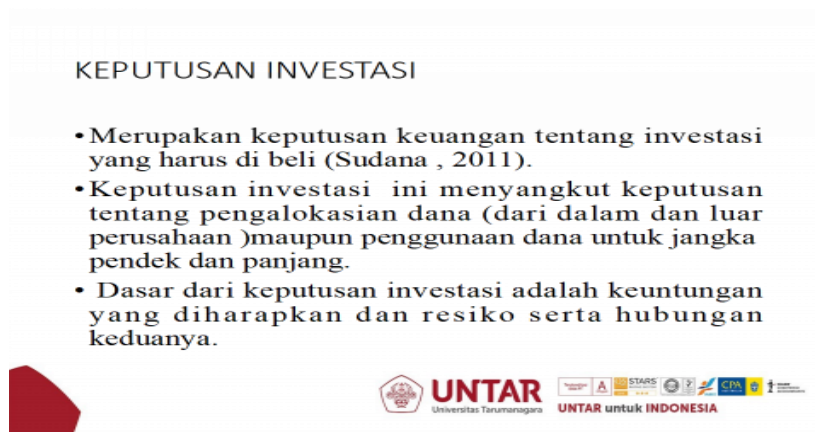 KEPUTUSAN INVESTASI
•Merupakan keputusan keuangan tentang investasi
yang harus di beli (Sudana , 2011).
•Keputusan investasi ini menyangkut keputusan
tentang pengalokasian dana (dari dalam dan luar
perusahaan )maupun penggunaan dana untuk jangka
pendek dan panjang.
• Dasar dari keputusan investasi adalah keuntungan
yang diharapkan dan resiko serta hubungan
keduanya.
UNTAR
Universitas Tarumanagara
A
STARS
CPA
UNTAR untuk INDONESIA